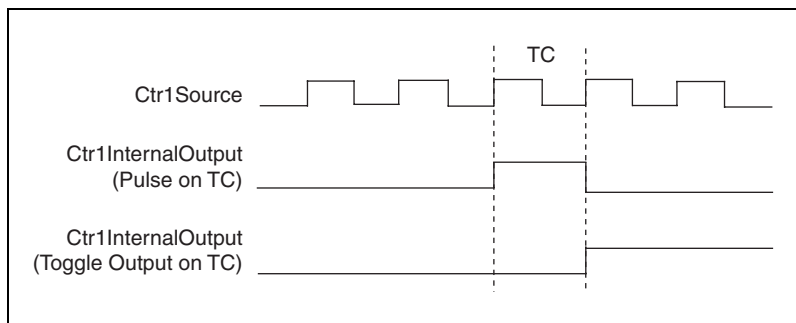 TC
Ctr1Source
Ctr1InternalOutput
(Pulse on TC)
Ctr1InternalOutput
(Toggle Output on TC)